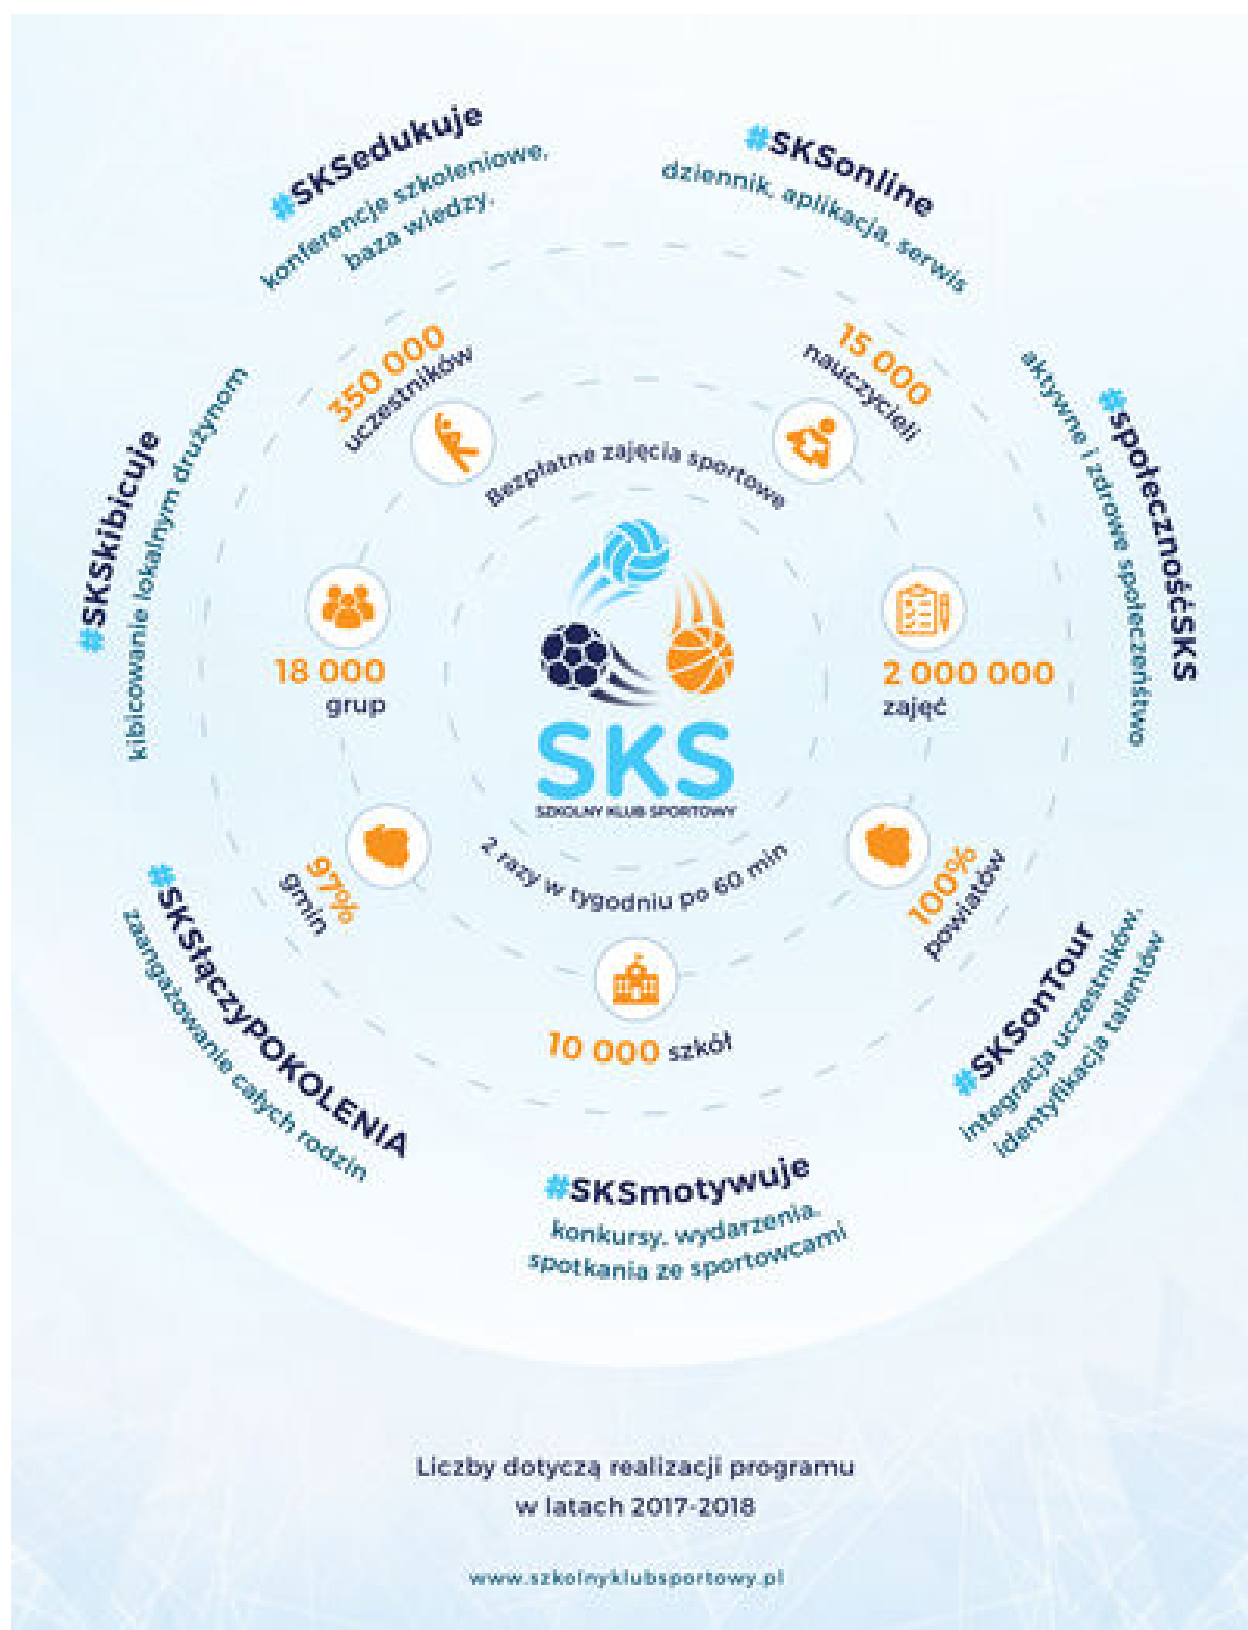 #SKSedukuje
konferencje szkoleniowe,
baza wiedzy,
#SKSonline
dziennik, aplikacja, serwis
350 000
uczestników
15 000
nauczycieli
#SKSkibicuje
kibicowanie lokalnym drużynom
#społecznośćSKS
aktywne i zdrowe społeczeństwo
Bezpłatne zajęcia sportowe
18 000
grup
2 000 000
zajęć
SKS
SZKOLNY KLUB SPORTOWY
2 razy w tygodniu po 60 min
97%
gmin
100%
powiatów
10 000 szkół
#SKSłączyPOKOLENIA
zaangażowanie całych rodzin
#SKSonTour
integracja uczestników,
identyfikacja talentów
#SKSmotywuje
konkursy, wydarzenia,
spotkania ze sportowcami
Liczby dotyczą realizacji programu
w latach 2017-2018
www.szkolnyklubsportowy.pl